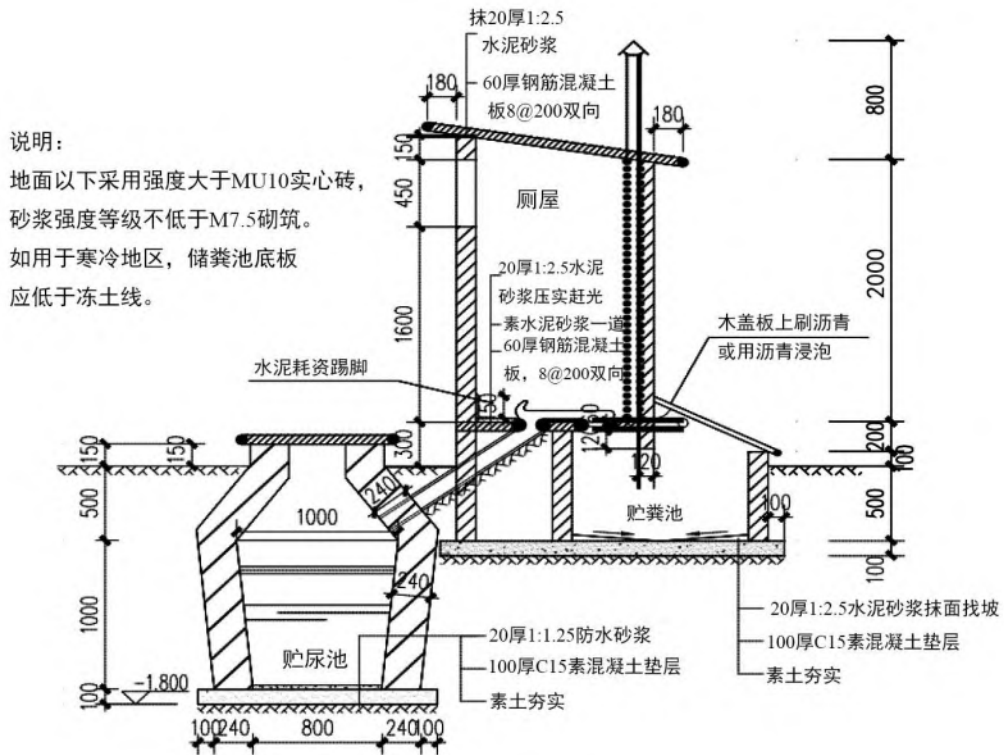 抹20厚1:2.5
水泥砂浆
60厚钢筋混凝土
板8@200双向
180
180
800
150
450
1600
300
2000
200
100
500
100
说明：
地面以下采用强度大于MU10实心砖，
砂浆强度等级不低于M7.5砌筑。
如用于寒冷地区，储粪池底板
应低于冻土线。
厕屋
20厚1:2.5水泥
砂浆压实赶光
素水泥砂浆一道
60厚钢筋混凝土
板，8@200双向
木盖板上刷沥青
或用沥青浸泡
水泥耗资踢脚
150
60
120
120
150
150
500
1000
100
240
1000
240
贮粪池
100
贮尿池
-1.800
20厚1:1.25防水砂浆
100厚C15素混凝土垫层
素土夯实
20厚1:2.5水泥砂浆抹面找坡
100厚C15素混凝土垫层
素土夯实
100 240 800 240 100